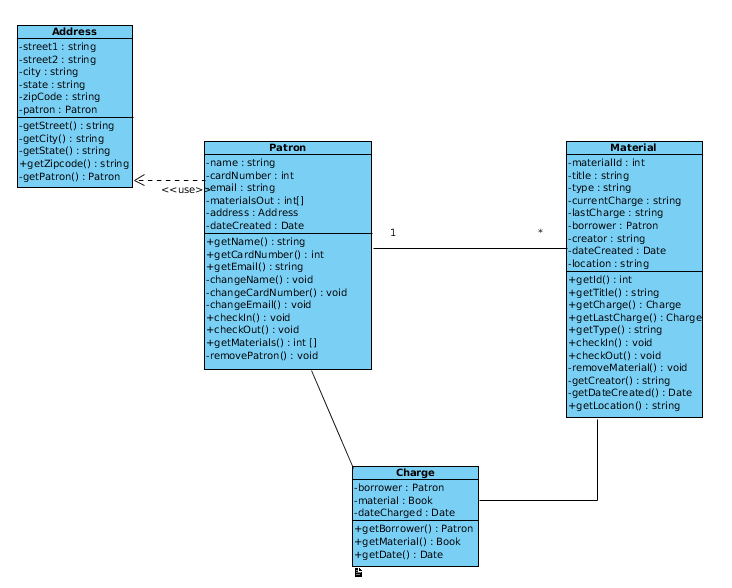 Address
-street1 : string
-street2 : string
-city : string
-state : string
-zipCode : string
-patron : Patron
-getStreet() : string
-getCity() : string
-getState() : string
+getZipcode() : string
-getPatron() : Patron
<<use>>
Patron
-name : string
-cardNumber : int
-email : string
-materialsOut : int[]
-address : Address
-dateCreated : Date
+getName() : string
+getCardNumber() : int
+getEmail() : string
-changeName() : void
-changeCardNumber() : void
-changeEmail() : void
+checkIn() : void
+checkOut() : void
+getMaterials() : int []
-removePatron() : void
1
*
Material
-materialId : int
-title : string
-type : string
-currentCharge : string
-lastCharge : string
-borrower : Patron
-creator : string
-dateCreated : Date
-location : string
+getId() : int
+getTitle() : string
+getCharge() : Charge
+getLastCharge() : Charge
+getType() : string
+checkIn() : void
+checkOut() : void
-removeMaterial() : void
-getCreator() : string
-getDateCreated() : Date
+getLocation() : string
Charge
-borrower : Patron
-material : Book
-dateCharged : Date
+getBorrower() : Patron
+getMaterial() : Book
+getDate() : Date